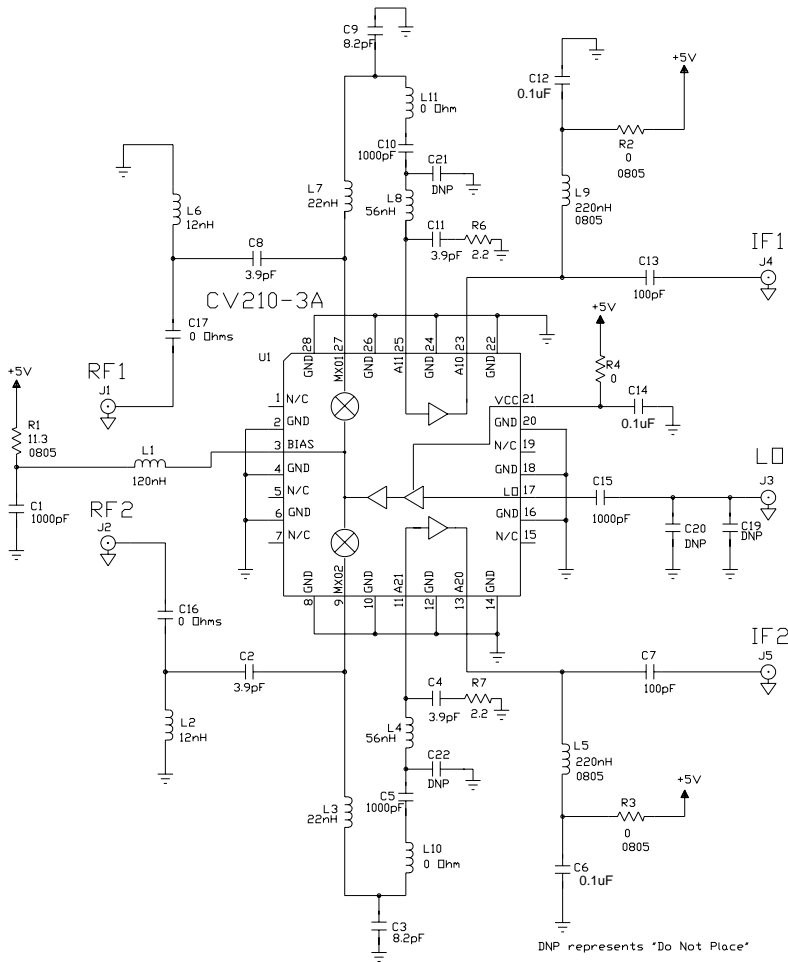 C9
8.2pF
L11
0 Ohm
C10
1000pF
C21
DNP
L7
22nH
L8
56nH
C11
3.9pF
R6
2.2
C12
0.1uF
+5V
R2
0
0805
L9
220nH
0805
IF1
J4
C13
100pF
L6
12nH
C8
3.9pF
C17
0 Ohms
CV210-3A
+5V
R4
0
C14
0.1uF
+5V
R1
11.3
0805
RF1
J1
L1
120nH
C1
1000pF
RF2
J2
U1
GND 28
MX01 27
GND 26
A11 25
GND 24
A10 23
GND 22
1 N/C
2 GND
3 BIAS
4 GND
5 N/C
6 GND
7 N/C
VCC 21
GND 20
N/C 19
GND 18
LO 17
GND 16
N/C 15
8 GND
9 MX02
10 GND
11 A21
12 GND
13 A20
14 GND
LO
J3
C15
1000pF
C20
DNP
C19
DNP
C16
0 Ohms
C2
3.9pF
L2
12nH
C4
3.9pF
R7
2.2
L4
56nH
C22
DNP
C5
1000pF
L3
22nH
L10
0 Ohm
C3
8.2pF
IF2
J5
C7
100pF
L5
220nH
0805
+5V
R3
0
0805
C6
0.1uF
DNP represents "Do Not Place"